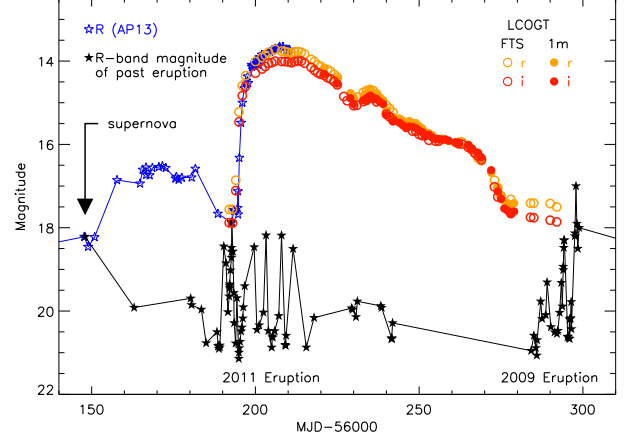 R (AP13)
R-band magnitude
of past eruption
LCOGT
FTS 1m
r r
i i
supernova
14
16
18
20
22
Magnitude
2011 Eruption
2009 Eruption
150 200 250 300
MJD-56000